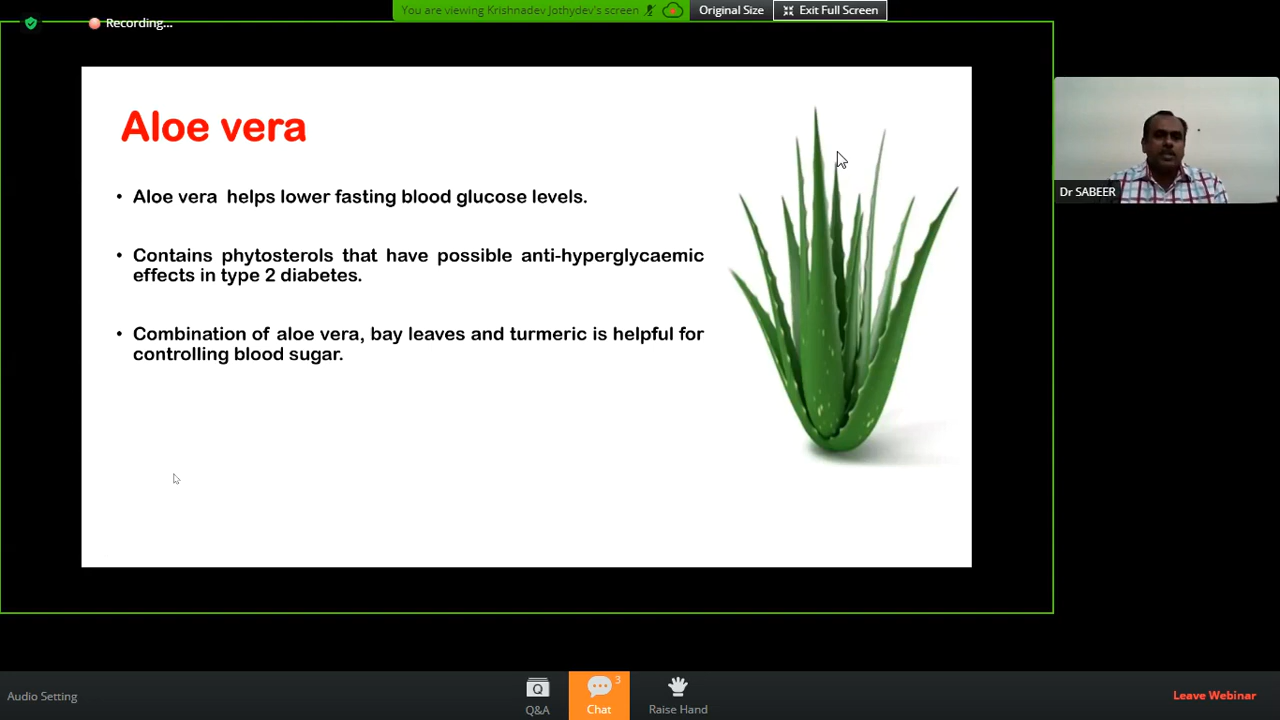 You are viewing Krishnadev Jothydev's screen
Original Size
Exit Full Screen
Recording...
Aloe vera
• Aloe vera helps lower fasting blood glucose levels.
• Contains phytosterols that have possible anti-hyperglycaemic
effects in type 2 diabetes.
• Combination of aloe vera, bay leaves and turmeric is helpful for
controlling blood sugar.
Dr SABEER
Audio Setting
Q
Q&A
3
Chat
Raise Hand
Leave Webinar